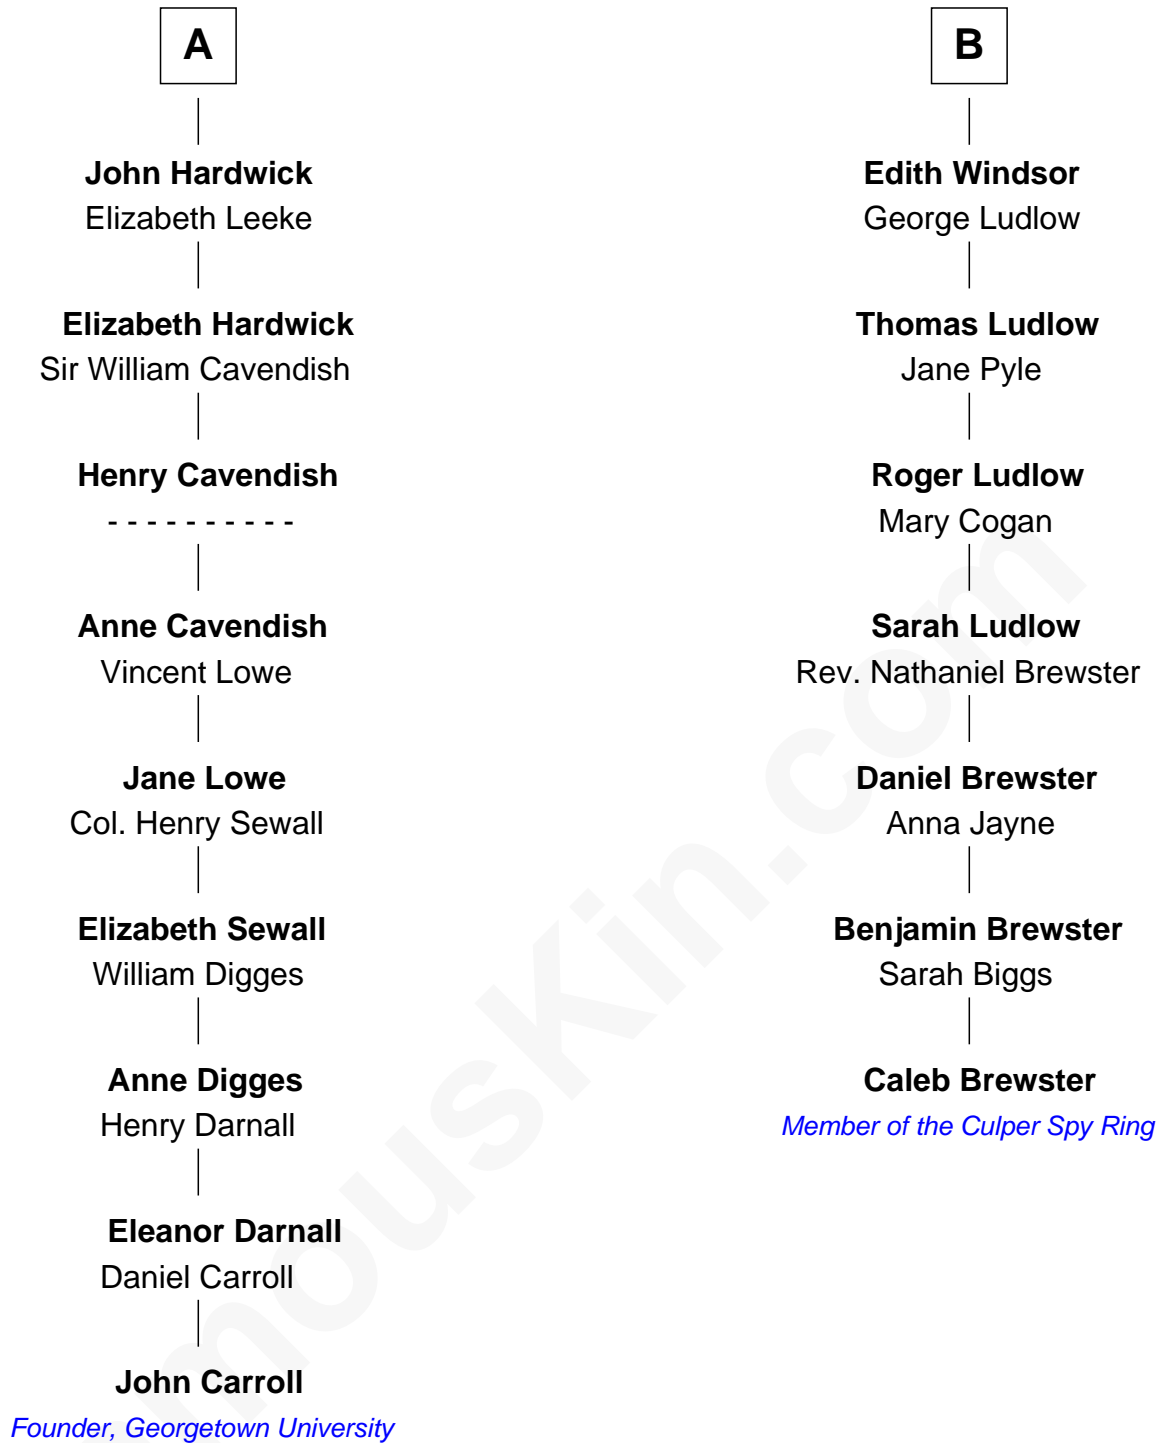 A
John Hardwick
Elizabeth Leeke
Elizabeth Hardwick
Sir William Cavendish
Henry Cavendish
- - - - - - - - - -
Anne Cavendish
Vincent Lowe
Jane Lowe
Col. Henry Sewall
Elizabeth Sewall
William Digges
Anne Digges
Henry Darnall
Eleanor Darnall
Daniel Carroll
John Carroll
Founder, Georgetown University
B
Edith Windsor
George Ludlow
Thomas Ludlow
Jane Pyle
Roger Ludlow
Mary Cogan
Sarah Ludlow
Rev. Nathaniel Brewster
Daniel Brewster
Anna Jayne
Benjamin Brewster
Sarah Biggs
Caleb Brewster
Member of the Culper Spy Ring
mousKin.com